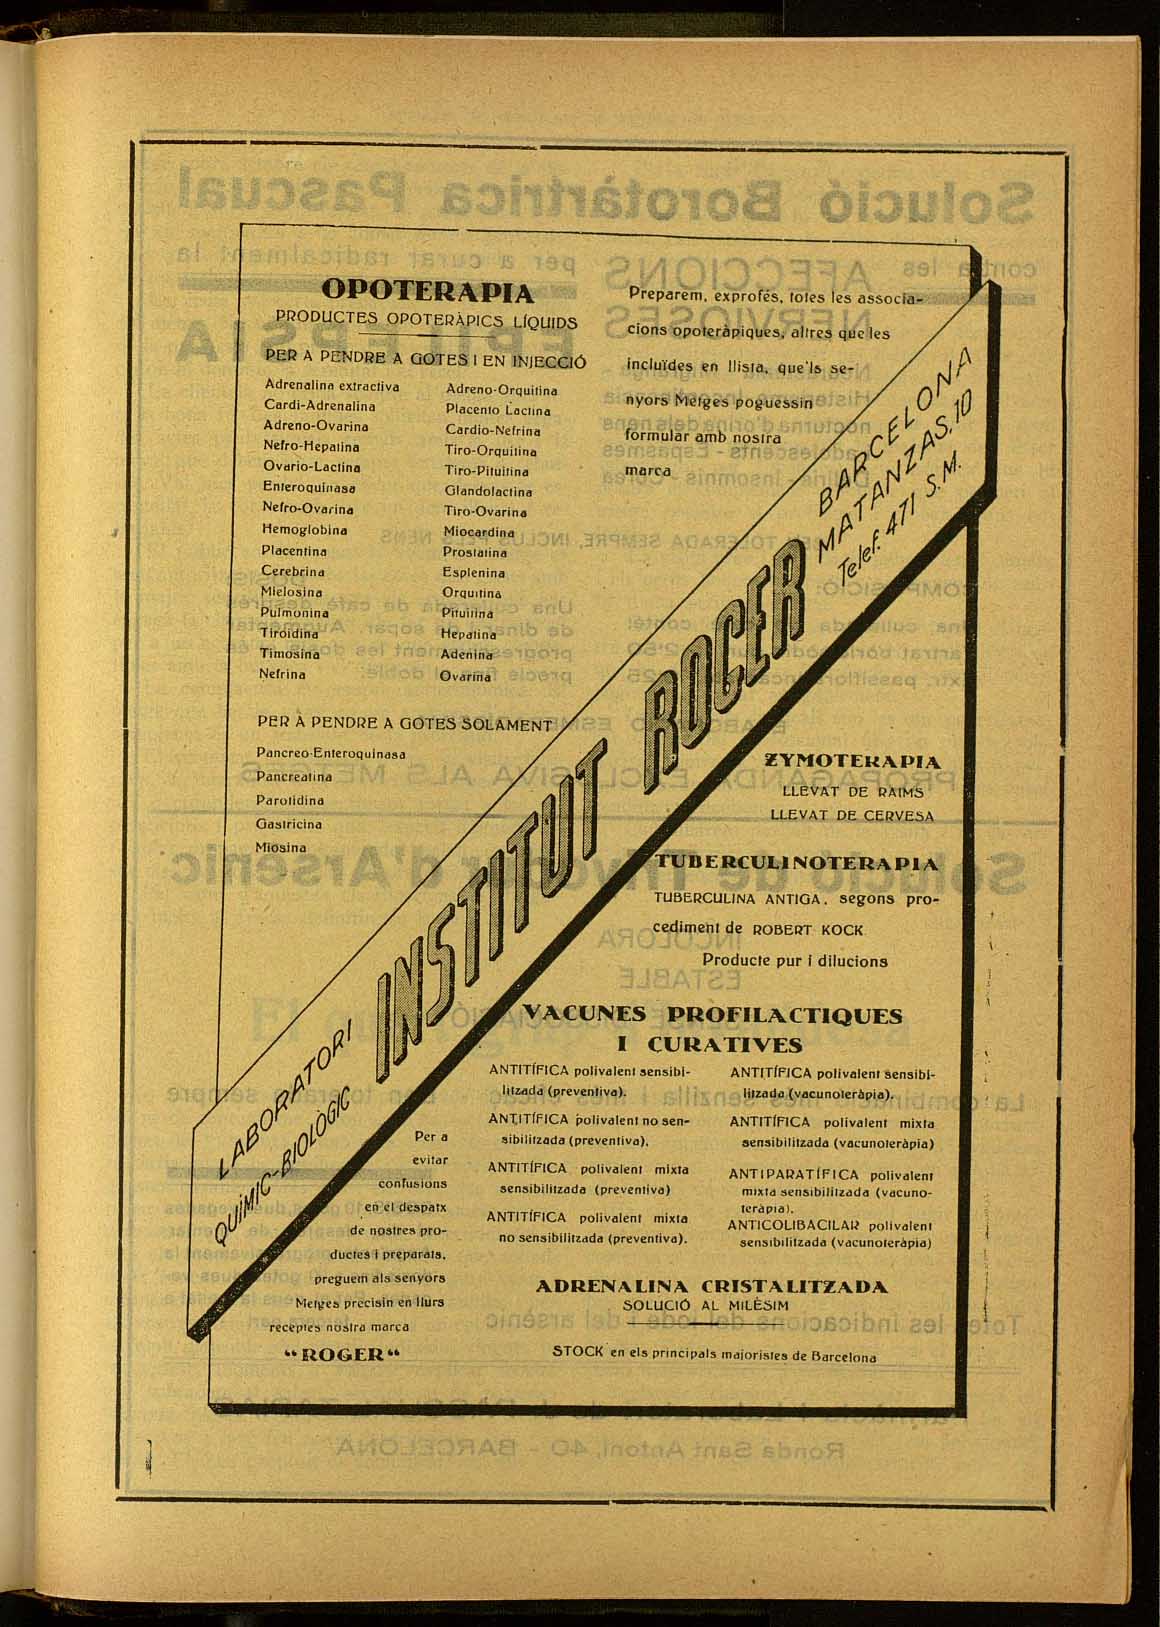 OPOTERAPIA
PRODUCTES OPOTERÀPICS LÍQUIDS
PER A PENDRE A GOTES I EN INJECCIÓ
Adrenalina extractiva
Cardi-Adrenalina
Adreno-Ovarina
Nefro-Hepatina
Ovario-Lactina
Enteroquinasa
Nefro-Ovarina
Hemoglobina
Placentina
Cerebrina
Mielosina
Pulmonina
Tiroidina
Timosina
Nefrina
Adreno-Orquitina
Placento Lactina
Cardio-Nefrina
Tiro-Orquitina
Tiro-Pituitina
Glandolactina
Tiro-Ovarina
Miocardina
Prostatina
Esplenina
Orquitina
Pituitina
Hepatina
Adenina
Ovarina
PER À PENDRE A GOTES SOLAMENT
Pancreo-Enteroquinasa
Pancreatina
Parotidina
Gastricina
Miosina
Preparem, exprofés, totes les associa-
cions opoteràpiques, altres que les
incluïdes en llista, que'ls se-
nyors Metges poguessin
formular amb nostra
marca
LABORATORI
QUÍMIC-BIOLÒGIC
INSTITUT ROGER
BARCELONA
MATANZAS, 10
Telef. 471 S.M.
ZYMOTERAPIA
LLEVAT DE RAIMS
LLEVAT DE CERVESA
TUBERCULINOTERAPIA
TUBERCULINA ANTIGA, segons pro-
cediment de ROBERT KOCK
Producte pur i dilucions
VACUNES PROFILACTIQUES
I CURATIVES
ANTITÍFICA polivalent sensibi-
litzada (preventiva).
ANTITÍFICA polivalent no sen-
sibilitzada (preventiva).
ANTITÍFICA polivalent mixta
sensibilitzada (preventiva)
ANTITÍFICA polivalent mixta
no sensibilitzada (preventiva).
ANTITÍFICA polivalent sensibi-
litzada (vacunoteràpia).
ANTITÍFICA polivalent mixta
sensibilitzada (vacunoteràpia)
ANTIPARATÍFICA polivalent
mixta sensibilitzada (vacuno-
teràpia).
ANTICOLIBACILAR polivalent
sensibilitzada (vacunoteràpia)
ADRENALINA CRISTALITZADA
SOLUCIÓ AL MILÈSIM
STOCK en els principals majoristes de Barcelona
Per a
evitar
confusions
en el despatx
de nostres pro-
ductes i preparats,
preguem als senyors
Metges precisin en llurs
receptes nostra marca
"ROGER"